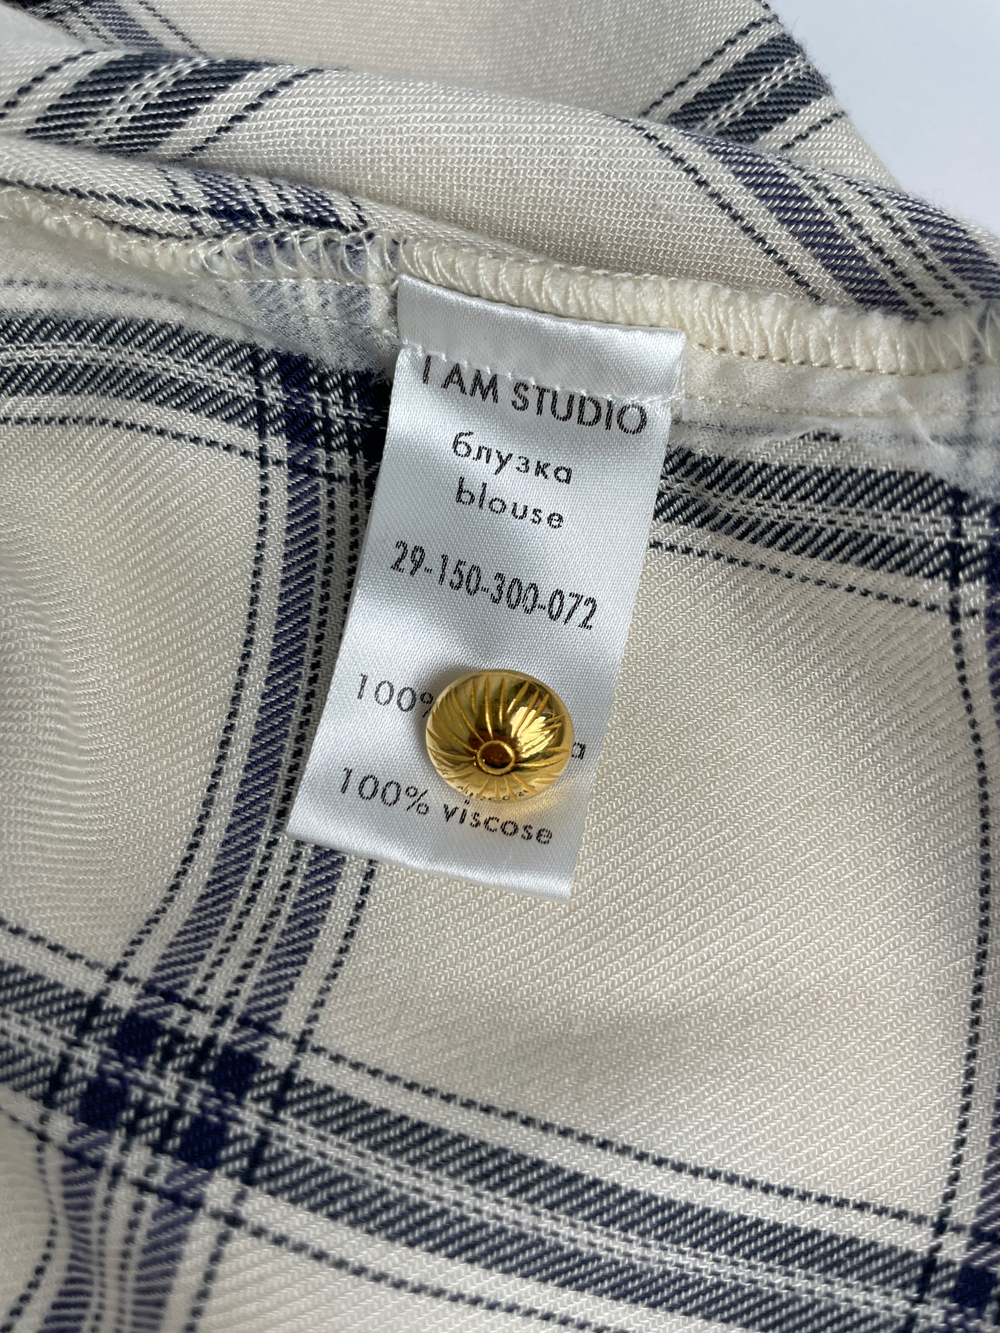 I AM STUDIO
блузка
blouse
29-150-300-072
100%
100% viscose